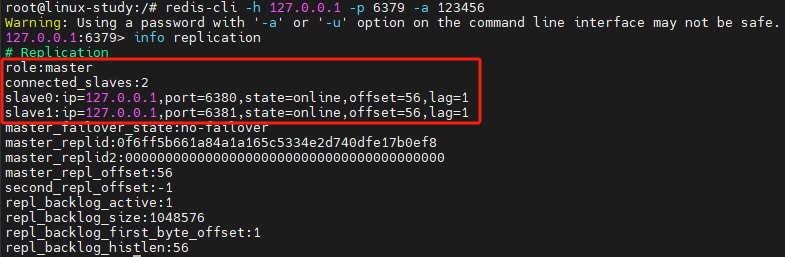 root@linux-study:/# redis-cli -h 127.0.0.1 -p 6379 -a 123456
Warning: Using a password with '-a' or '-u' option on the command line interface may not be safe.
127.0.0.1:6379> info replication
# Replication
role:master
connected_slaves:2
slave0:ip=127.0.0.1,port=6380,state=online,offset=56,lag=1
slave1:ip=127.0.0.1,port=6381,state=online,offset=56,lag=1
master_failover_state:no-failover
master_replid:0f6ff5b661a84a1a165c5334e2d740dfe17b0ef8
master_replid2:0000000000000000000000000000000000000000
master_repl_offset:56
second_repl_offset:-1
repl_backlog_active:1
repl_backlog_size:1048576
repl_backlog_first_byte_offset:1
repl_backlog_histlen:56